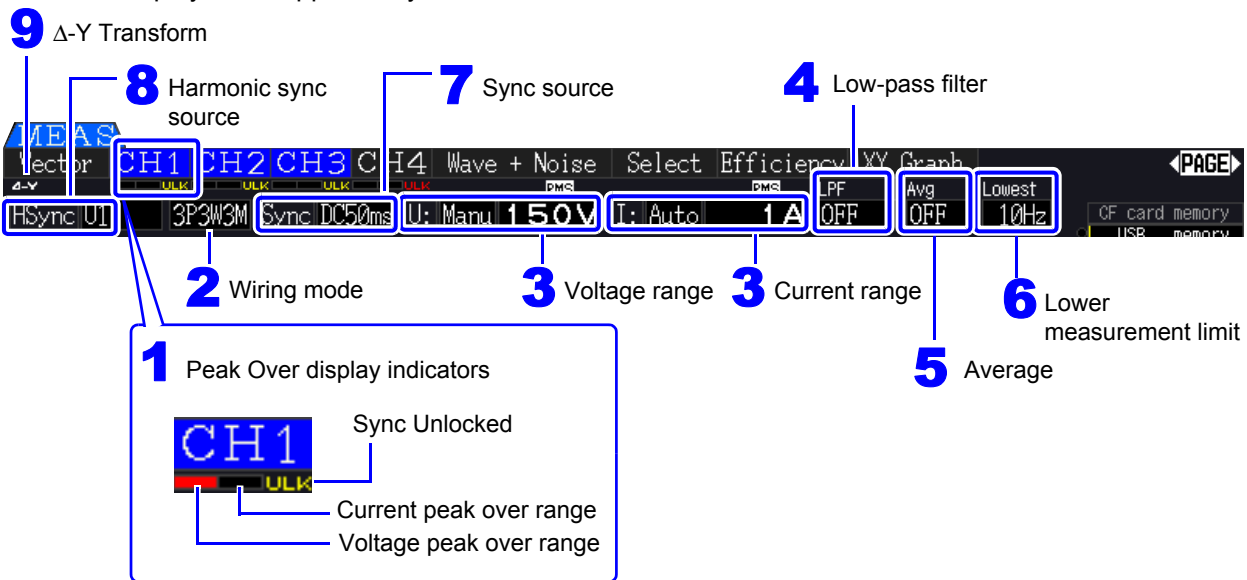 9 Δ-Y Transform
8 Harmonic sync source
7 Sync source
4 Low-pass filter
MEAS
Vector CH1 CH2 CH3 CH4 Wave + Noise Select Efficiency XY Graph PAGE
Δ-Y ULK ULK ULK ULK RMS RMS LPF Avg Lowest
HSync U1 3P3W3M Sync DC50ms U: Manu 150V I: Auto 1A OFF OFF 10Hz CF card memory
USB memory
2 Wiring mode
3 Voltage range
3 Current range
6 Lower measurement limit
5 Average
1 Peak Over display indicators
CH1
ULK
Sync Unlocked
Current peak over range
Voltage peak over range